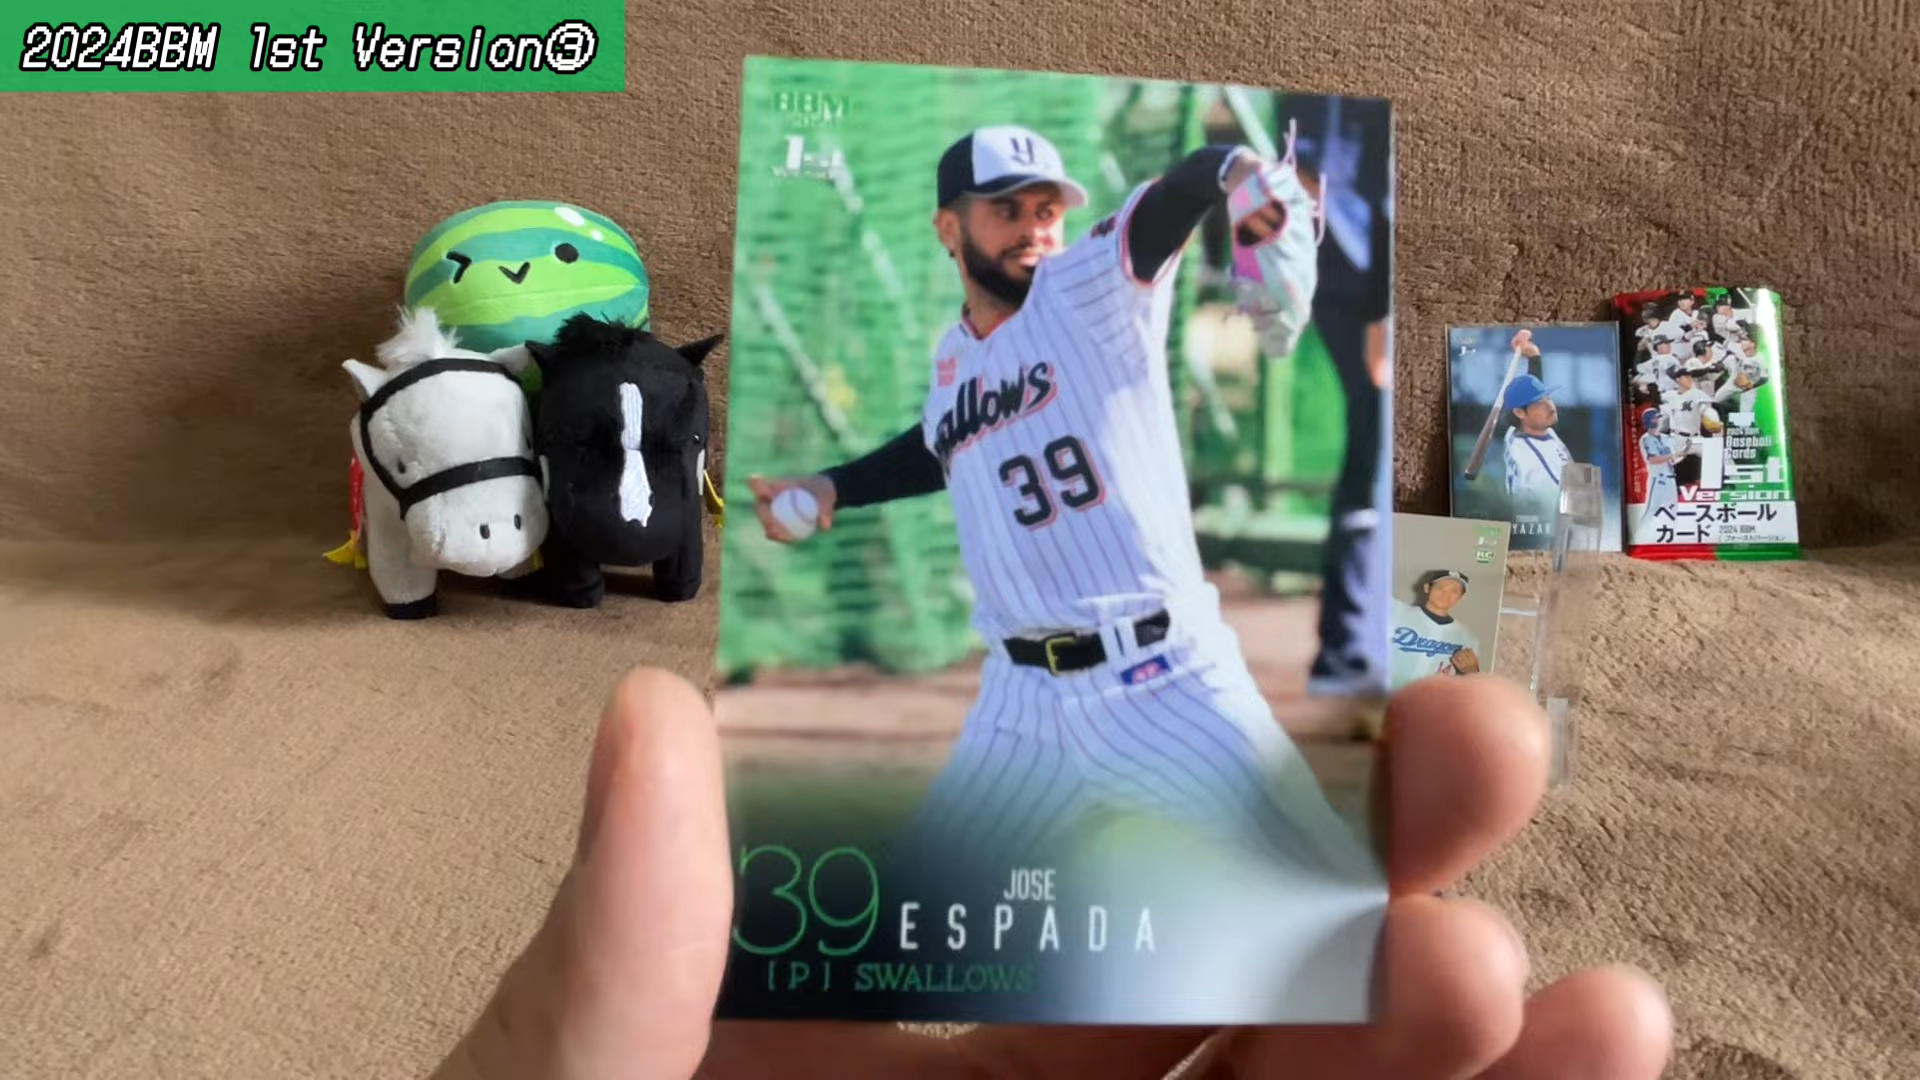 2024BBM 1st Version③
BBM
1st
Version
Swallows
39
39
JOSE
ESPADA
[P] SWALLOWS
YAZAK
RC
Dragons
2024 BBM
Baseball
Cards
1st
Version
ベースボール
カード 2024 BBM
ファーストバージョン